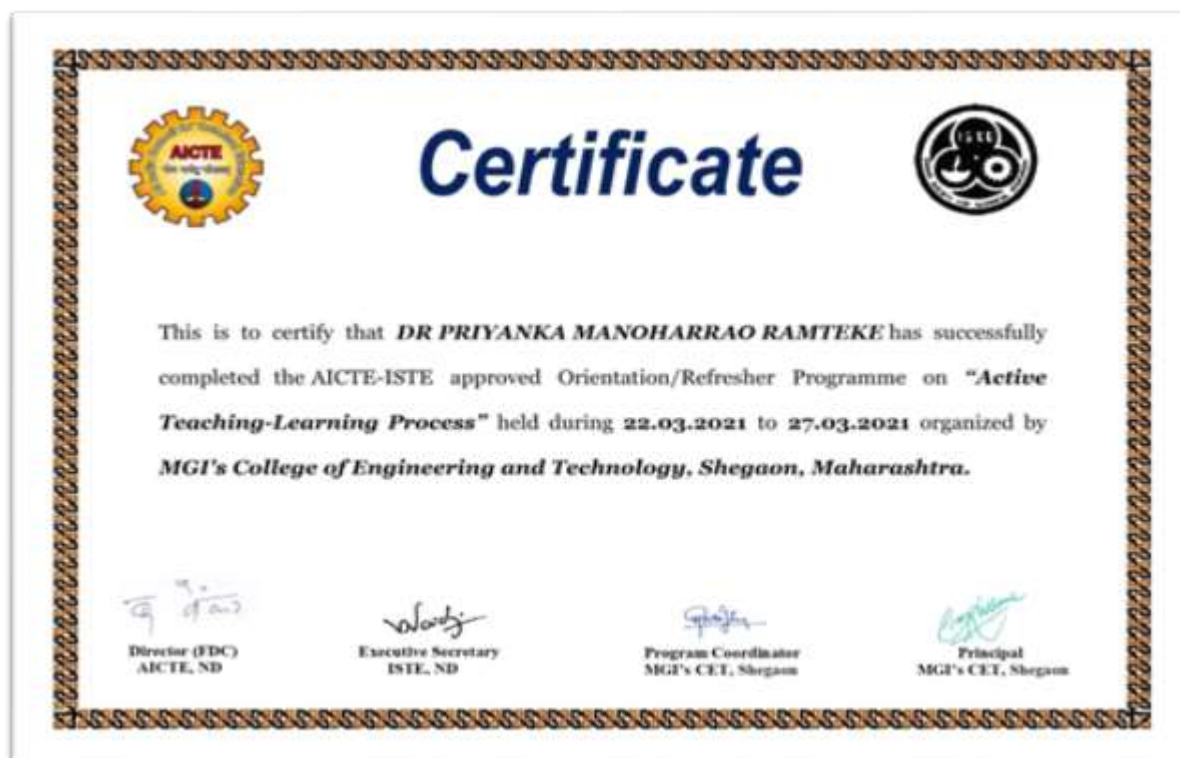 AICTE
Certificate
ISTE
This is to certify that DR PRIYANKA MANOHARRAO RAMTEKE has successfully
completed the AICTE-ISTE approved Orientation/Refresher Programme on “Active
Teaching-Learning Process” held during 22.03.2021 to 27.03.2021 organized by
MGI's College of Engineering and Technology, Shegaon, Maharashtra.
Director (FDC)
AICTE, ND
Executive Secretary
ISTE, ND
Program Coordinator
MGI's CET, Shegaon
Principal
MGI's CET, Shegaon